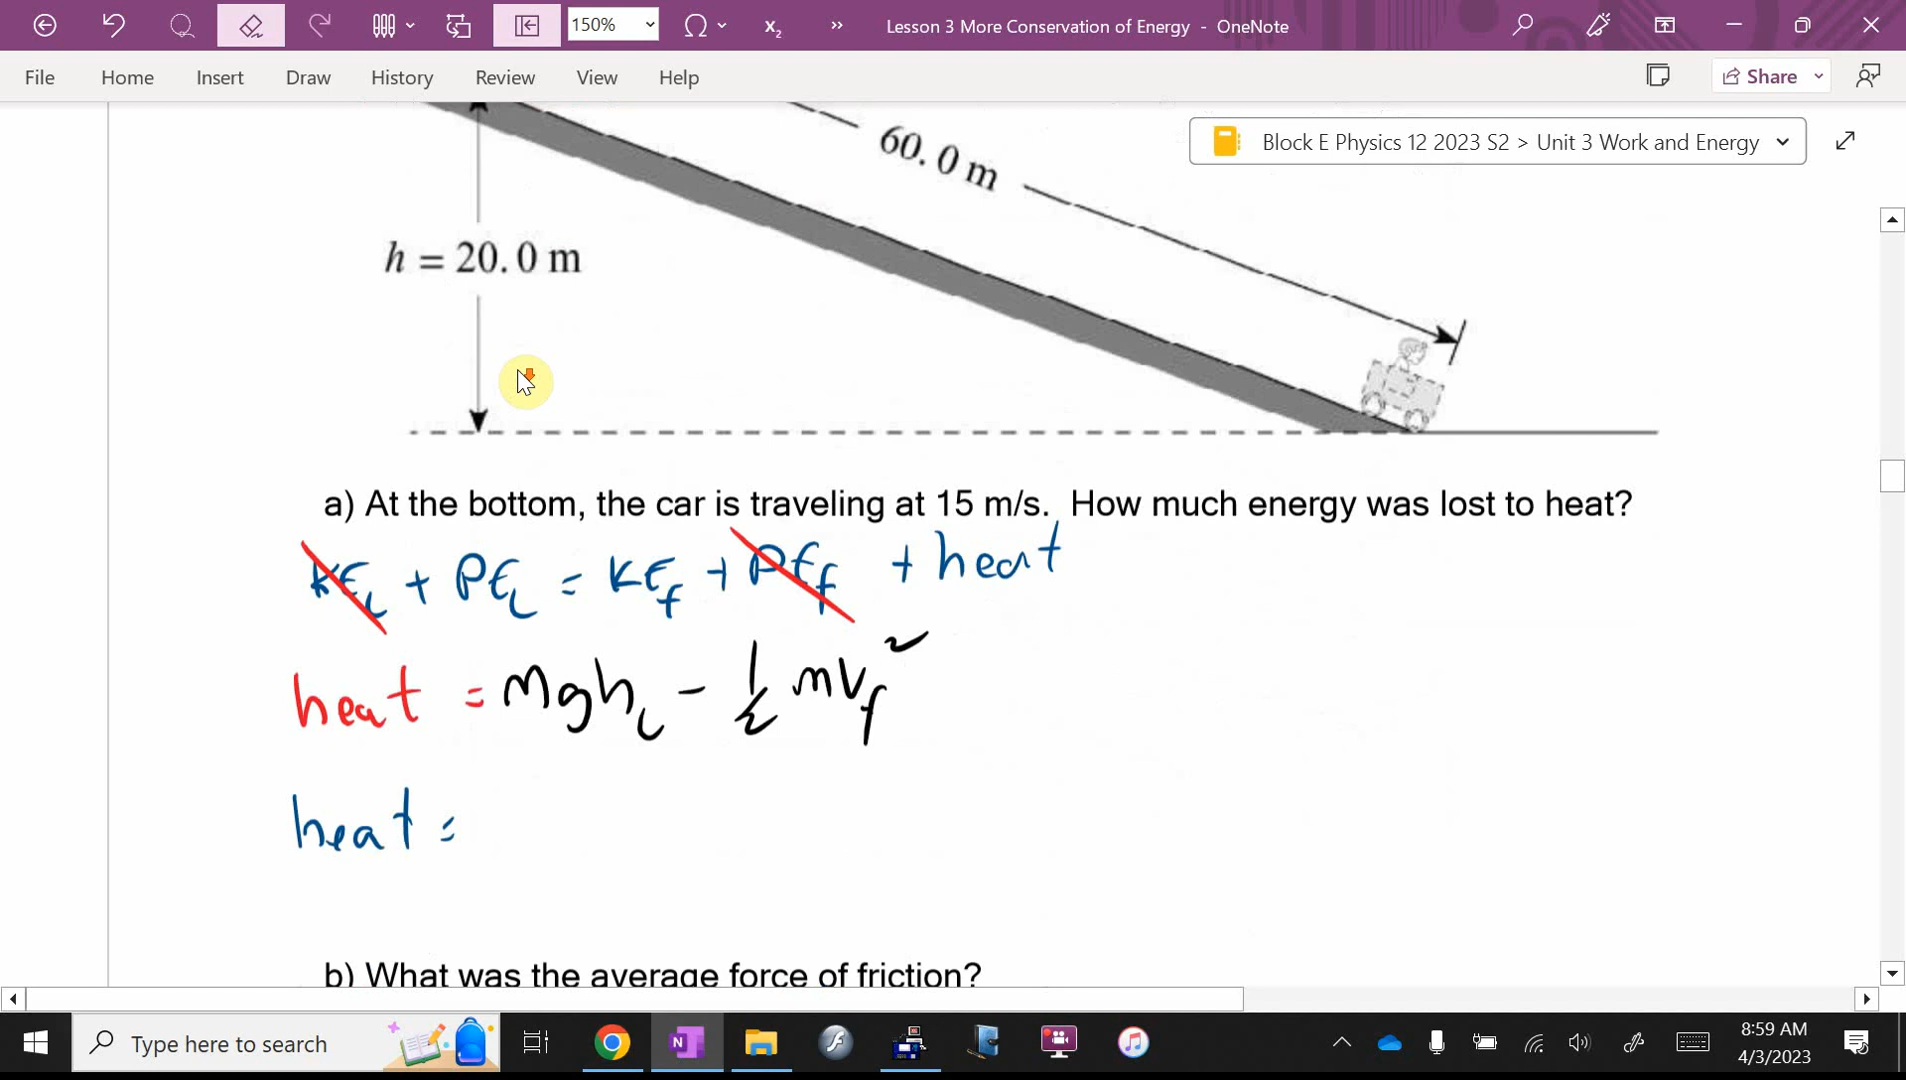 150%
Lesson 3 More Conservation of Energy - OneNote
File Home Insert Draw History Review View Help
Share
Block E Physics 12 2023 S2 > Unit 3 Work and Energy
60.0 m
h = 20.0 m
a) At the bottom, the car is traveling at 15 m/s. How much energy was lost to heat?
KEi + PEi = KEf + PEf + heat
heat = mghi - 1/2 mvf²
heat =
b) What was the average force of friction?
Type here to search
8:59 AM
4/3/2023